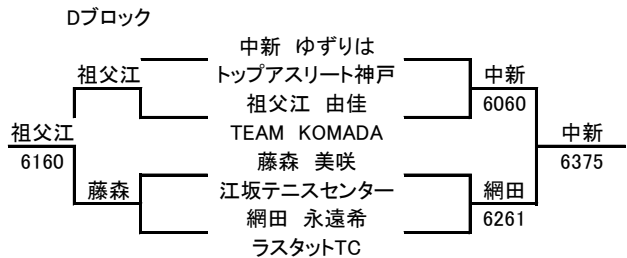 Dブロック
中新 ゆずりは
祖父江
トップアスリート神戸
中新
祖父江 由佳
6060
祖父江
TEAM KOMADA
中新
6160
藤森 美咲
6375
藤森
江坂テニスセンター
網田
網田 永遠希
6261
ラスタットTC